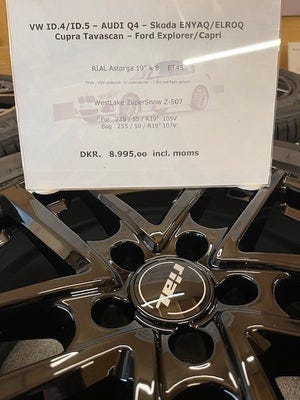 VW ID.4/ID.5 – AUDI Q4 – Skoda ENYAQ/ELROQ
Cupra Tavascan – Ford Explorer/Capri
RIAL Astorga 19" x 8 ET45
WestLake ZuperSnow Z-507
For 235 / 55 / R19" 105V
Bag 255 / 50 / R19" 107V
DKR. 8.995,oo incl. moms
rial